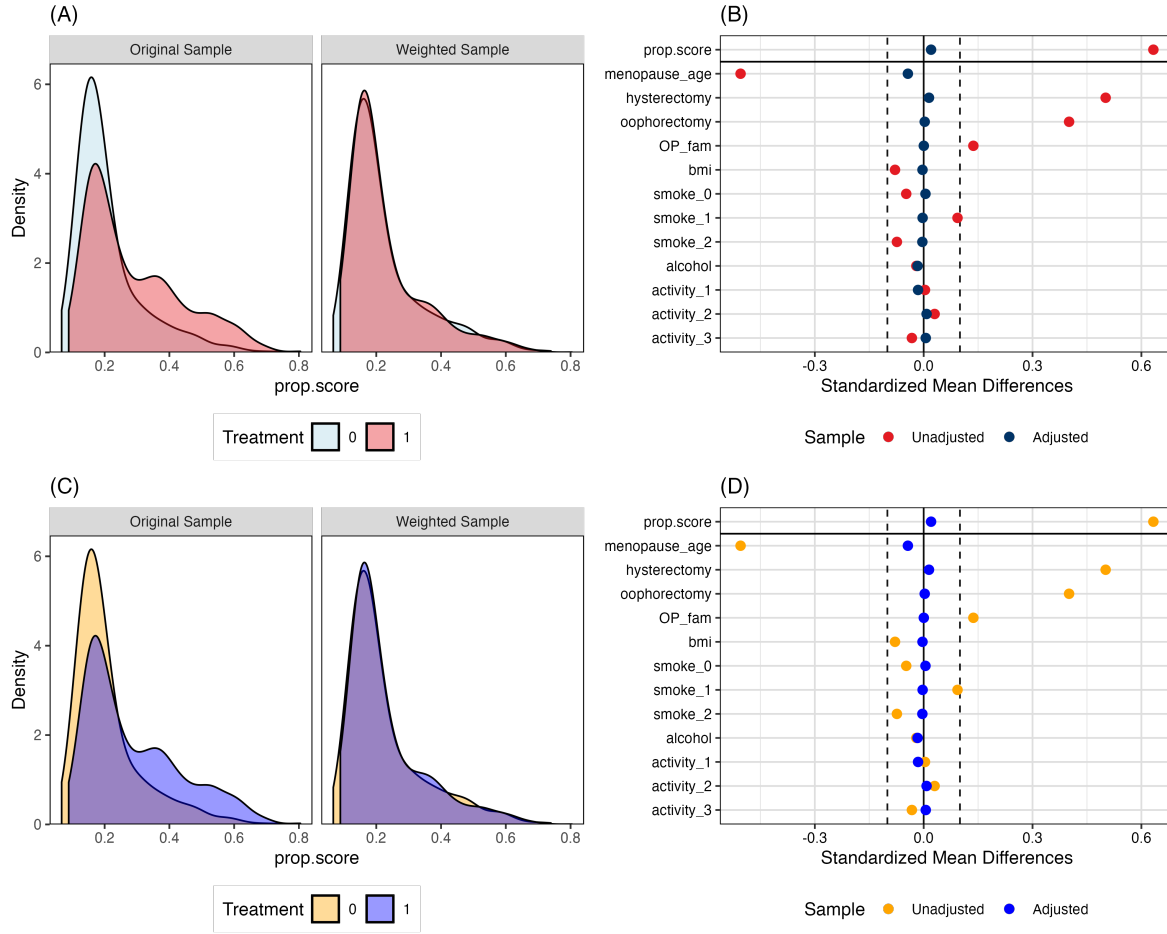 (A)
Original Sample
Weighted Sample
Density
6
4
2
0
0.2 0.4 0.6 0.8
0.2 0.4 0.6 0.8
prop.score
Treatment 0 1
(B)
prop.score
menopause_age
hysterectomy
oophorectomy
OP_fam
bmi
smoke_0
smoke_1
smoke_2
alcohol
activity_1
activity_2
activity_3
-0.3 0.0 0.3 0.6
Standardized Mean Differences
Sample Unadjusted Adjusted
(C)
Original Sample
Weighted Sample
Density
6
4
2
0
0.2 0.4 0.6 0.8
0.2 0.4 0.6 0.8
prop.score
Treatment 0 1
(D)
prop.score
menopause_age
hysterectomy
oophorectomy
OP_fam
bmi
smoke_0
smoke_1
smoke_2
alcohol
activity_1
activity_2
activity_3
-0.3 0.0 0.3 0.6
Standardized Mean Differences
Sample Unadjusted Adjusted